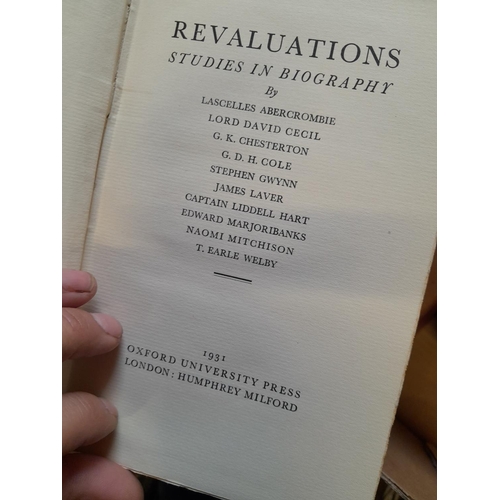 REVALUATIONS
STUDIES IN BIOGRAPHY
By
LASCELLES ABERCROMBIE
LORD DAVID CECIL
G. K. CHESTERTON
G. D. H. COLE
STEPHEN GWYNN
JAMES LAVER
CAPTAIN LIDDELL HART
EDWARD MARJORIBANKS
NAOMI MITCHISON
T. EARLE WELBY
1931
OXFORD UNIVERSITY PRESS
LONDON: HUMPHREY MILFORD